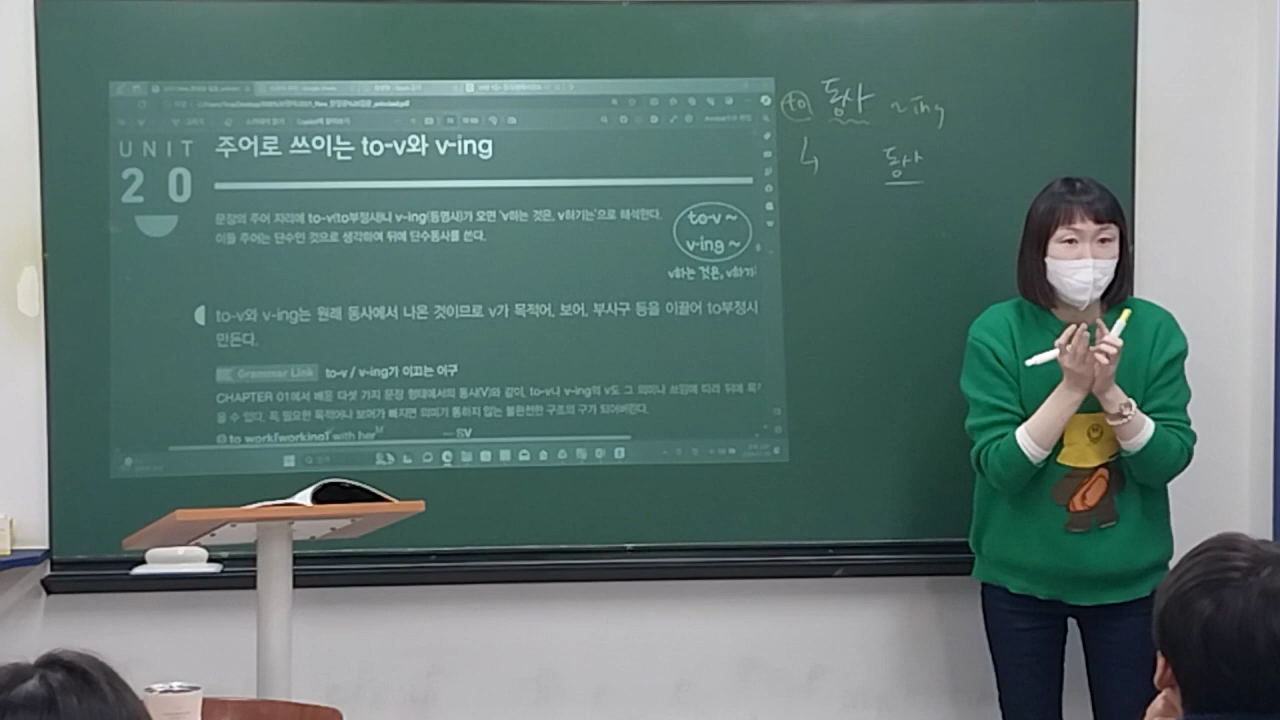 UNIT
20
주어로 쓰이는 to-v와 v-ing
문장의 주어 자리에 to-v(to부정사)나 v-ing(동명사)가 오면 'v하는 것은, v하기는'으로 해석한다.
이들 주어는 단수인 것으로 생각하여 뒤에 단수동사를 쓴다.
to-v ~
v-ing ~
v하는 것은, v하기
to-v와 v-ing는 원래 동사에서 나온 것이므로 v가 목적어, 보어, 부사구 등을 이끌어 to부정시
만든다.
Grammar Link to-v / v-ing가 이끄는 어구
CHAPTER 01에서 배운 다섯 가지 문장 형태에서의 동사(V)와 같이, to-v나 v-ing의 v도 그 의미나 쓰임에 따라 뒤에 목
올 수 있다. 꼭 필요한 목적어나 보어가 빠지면 의미가 통하지 않는 불완전한 구조의 구가 되어버린다.
to work[working] with her M — SV
to 동사 ing
동사